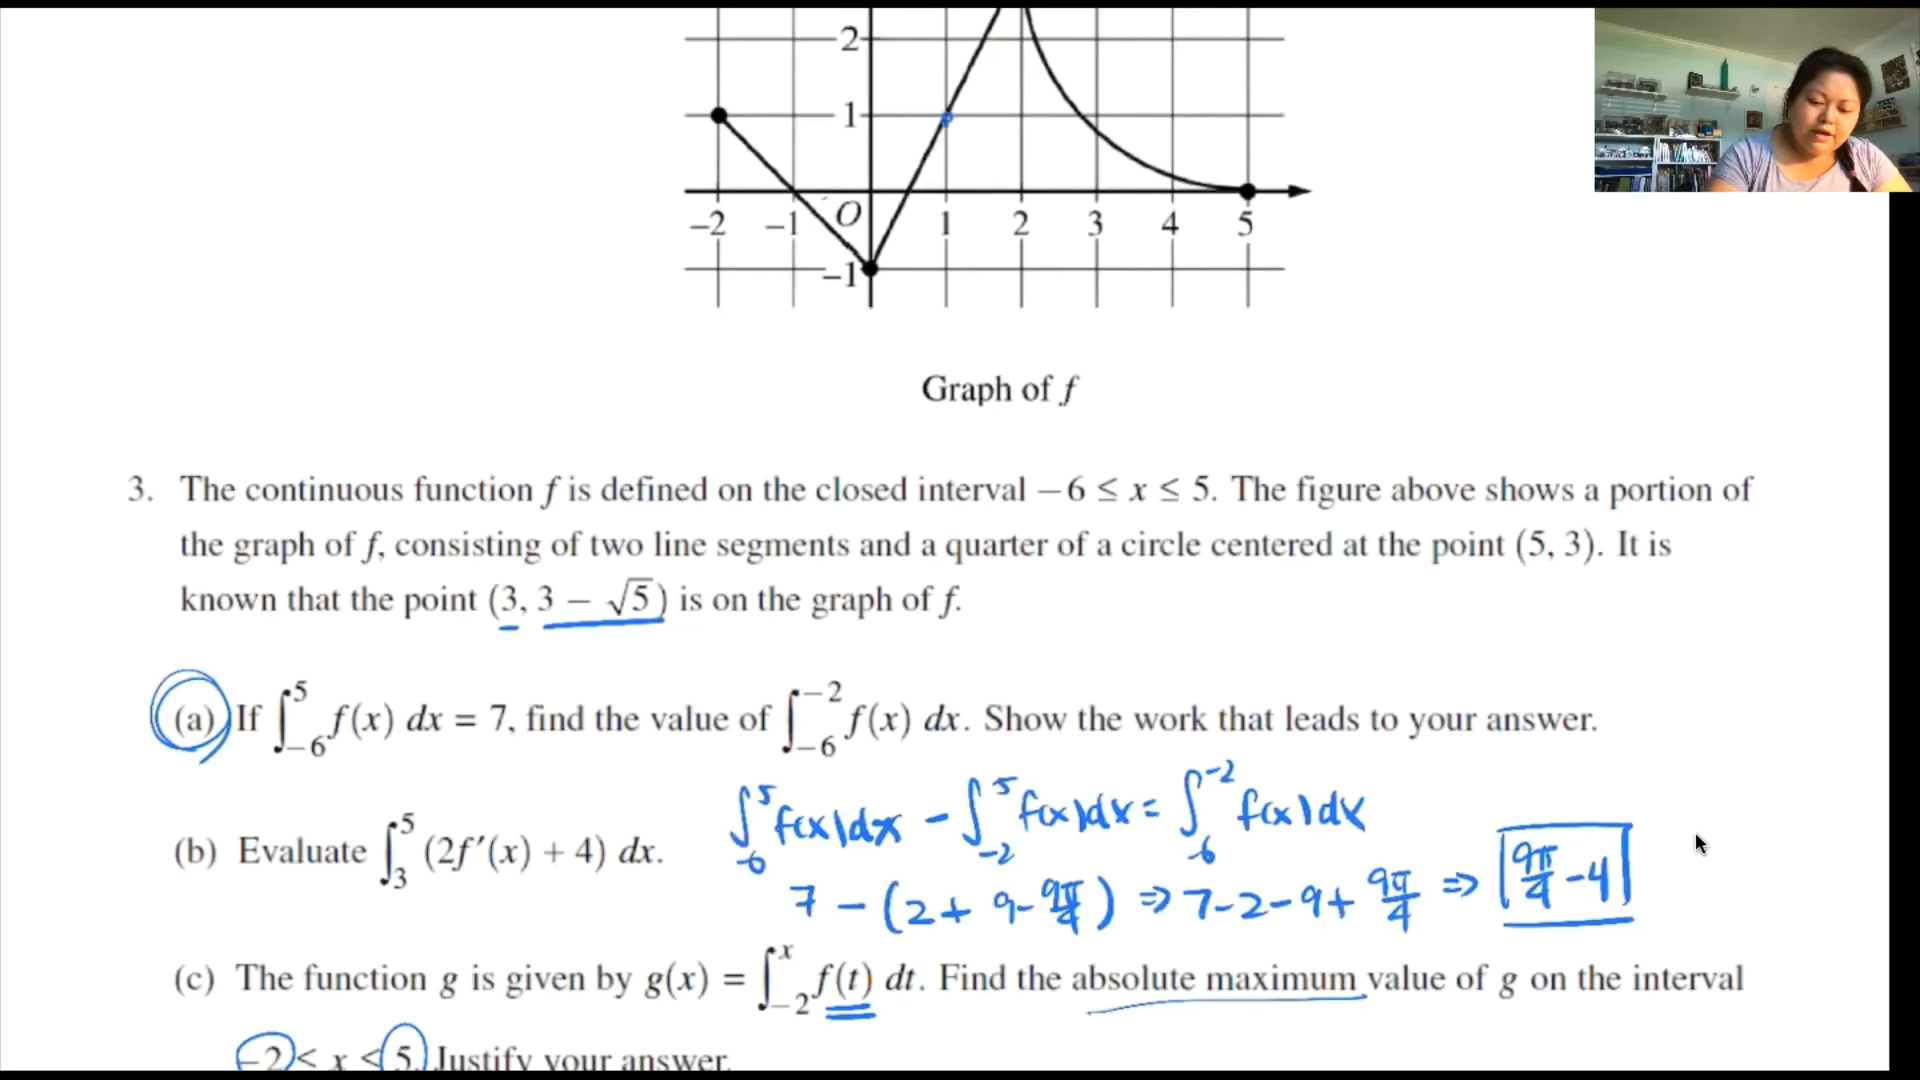 2
1
O
-2 -1 1 2 3 4 5
-1
Graph of f
3. The continuous function f is defined on the closed interval −6 ≤ x ≤ 5. The figure above shows a portion of
the graph of f, consisting of two line segments and a quarter of a circle centered at the point (5, 3). It is
known that the point (3, 3 − √5) is on the graph of f.
(a) If ∫_{−6}^{5} f(x) dx = 7, find the value of ∫_{−6}^{−2} f(x) dx. Show the work that leads to your answer.
∫_{-6}^{5} f(x)dx - ∫_{-2}^{5} f(x)dx = ∫_{-6}^{-2} f(x)dx
(b) Evaluate ∫_{3}^{5} (2f′(x) + 4) dx.
7 - (2 + 9 - 9π/4) ⇒ 7-2-9+ 9π/4 ⇒ 9π/4 - 4
(c) The function g is given by g(x) = ∫_{−2}^{x} f(t) dt. Find the absolute maximum value of g on the interval
−2 < x < 5. Justify your answer.